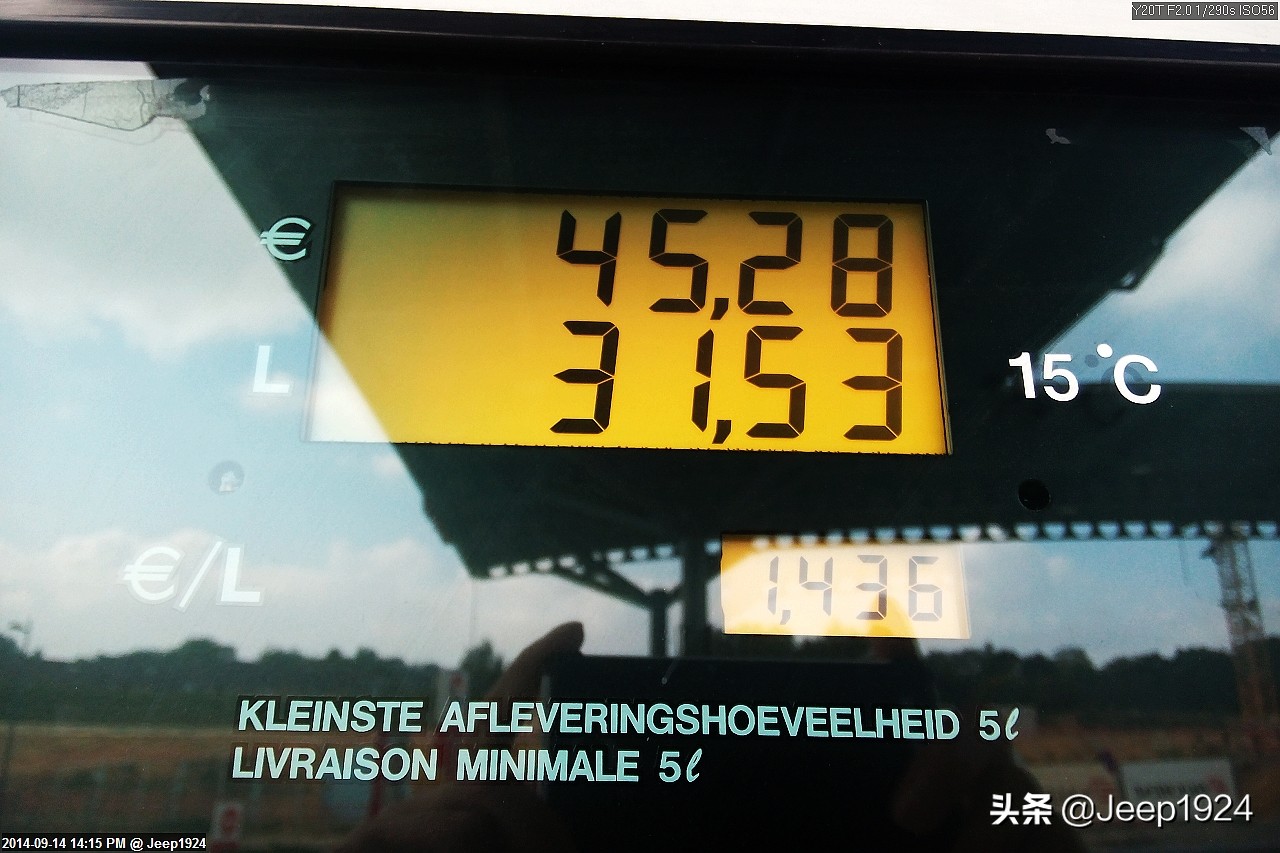 Y20T F2.0 1/290s ISO56
€ 45,28
L 31,53 15 °C
€/L 1,436
KLEINSTE AFLEVERINGSHOEVEELHEID 5ℓ
LIVRAISON MINIMALE 5ℓ
头条 @Jeep1924
2014-09-14 14:15 PM @ Jeep1924